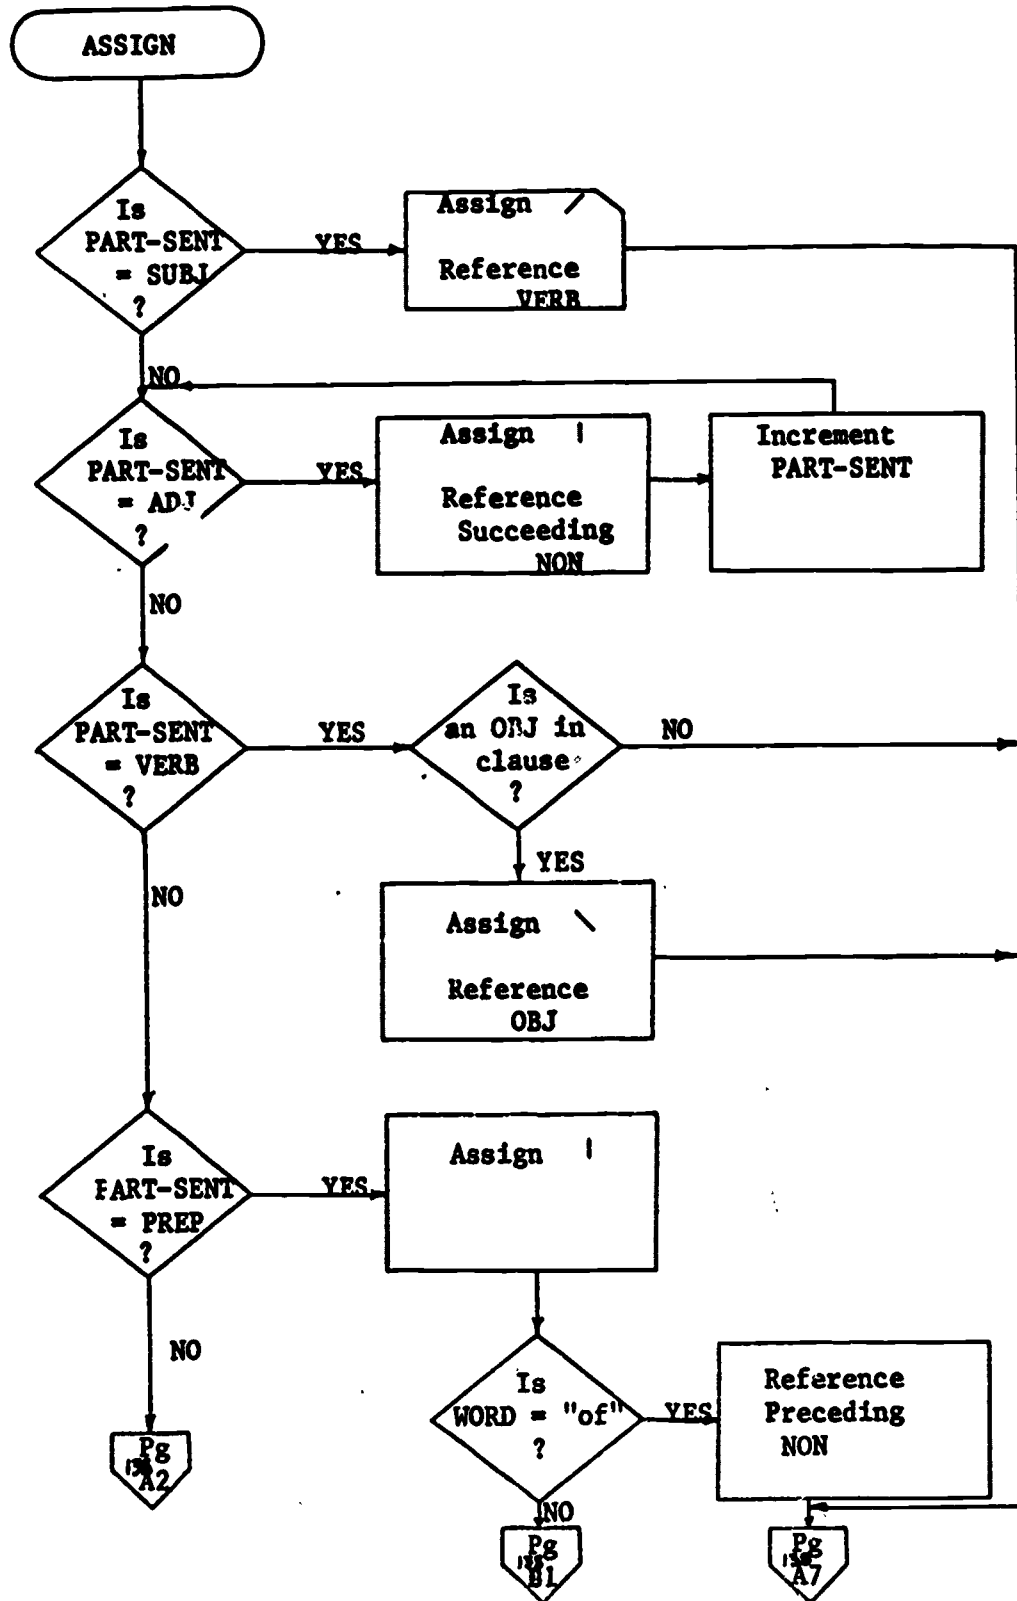 ASSIGN
Is
PART-SENT
= SUBJ
?
YES
Assign /
Reference
VERB
NO
Is
PART-SENT
= ADJ
?
YES
Assign |
Reference
Succeeding
NON
Increment
PART-SENT
NO
Is
PART-SENT
= VERB
?
YES
Is
an OBJ in
clause
?
NO
YES
NO
Assign \
Reference
OBJ
Is
PART-SENT
= PREP
?
YES
Assign |
NO
Is
WORD = "of"
?
YES
Reference
Preceding
NON
NO
Pg
A2
Pg
B1
Pg
A7